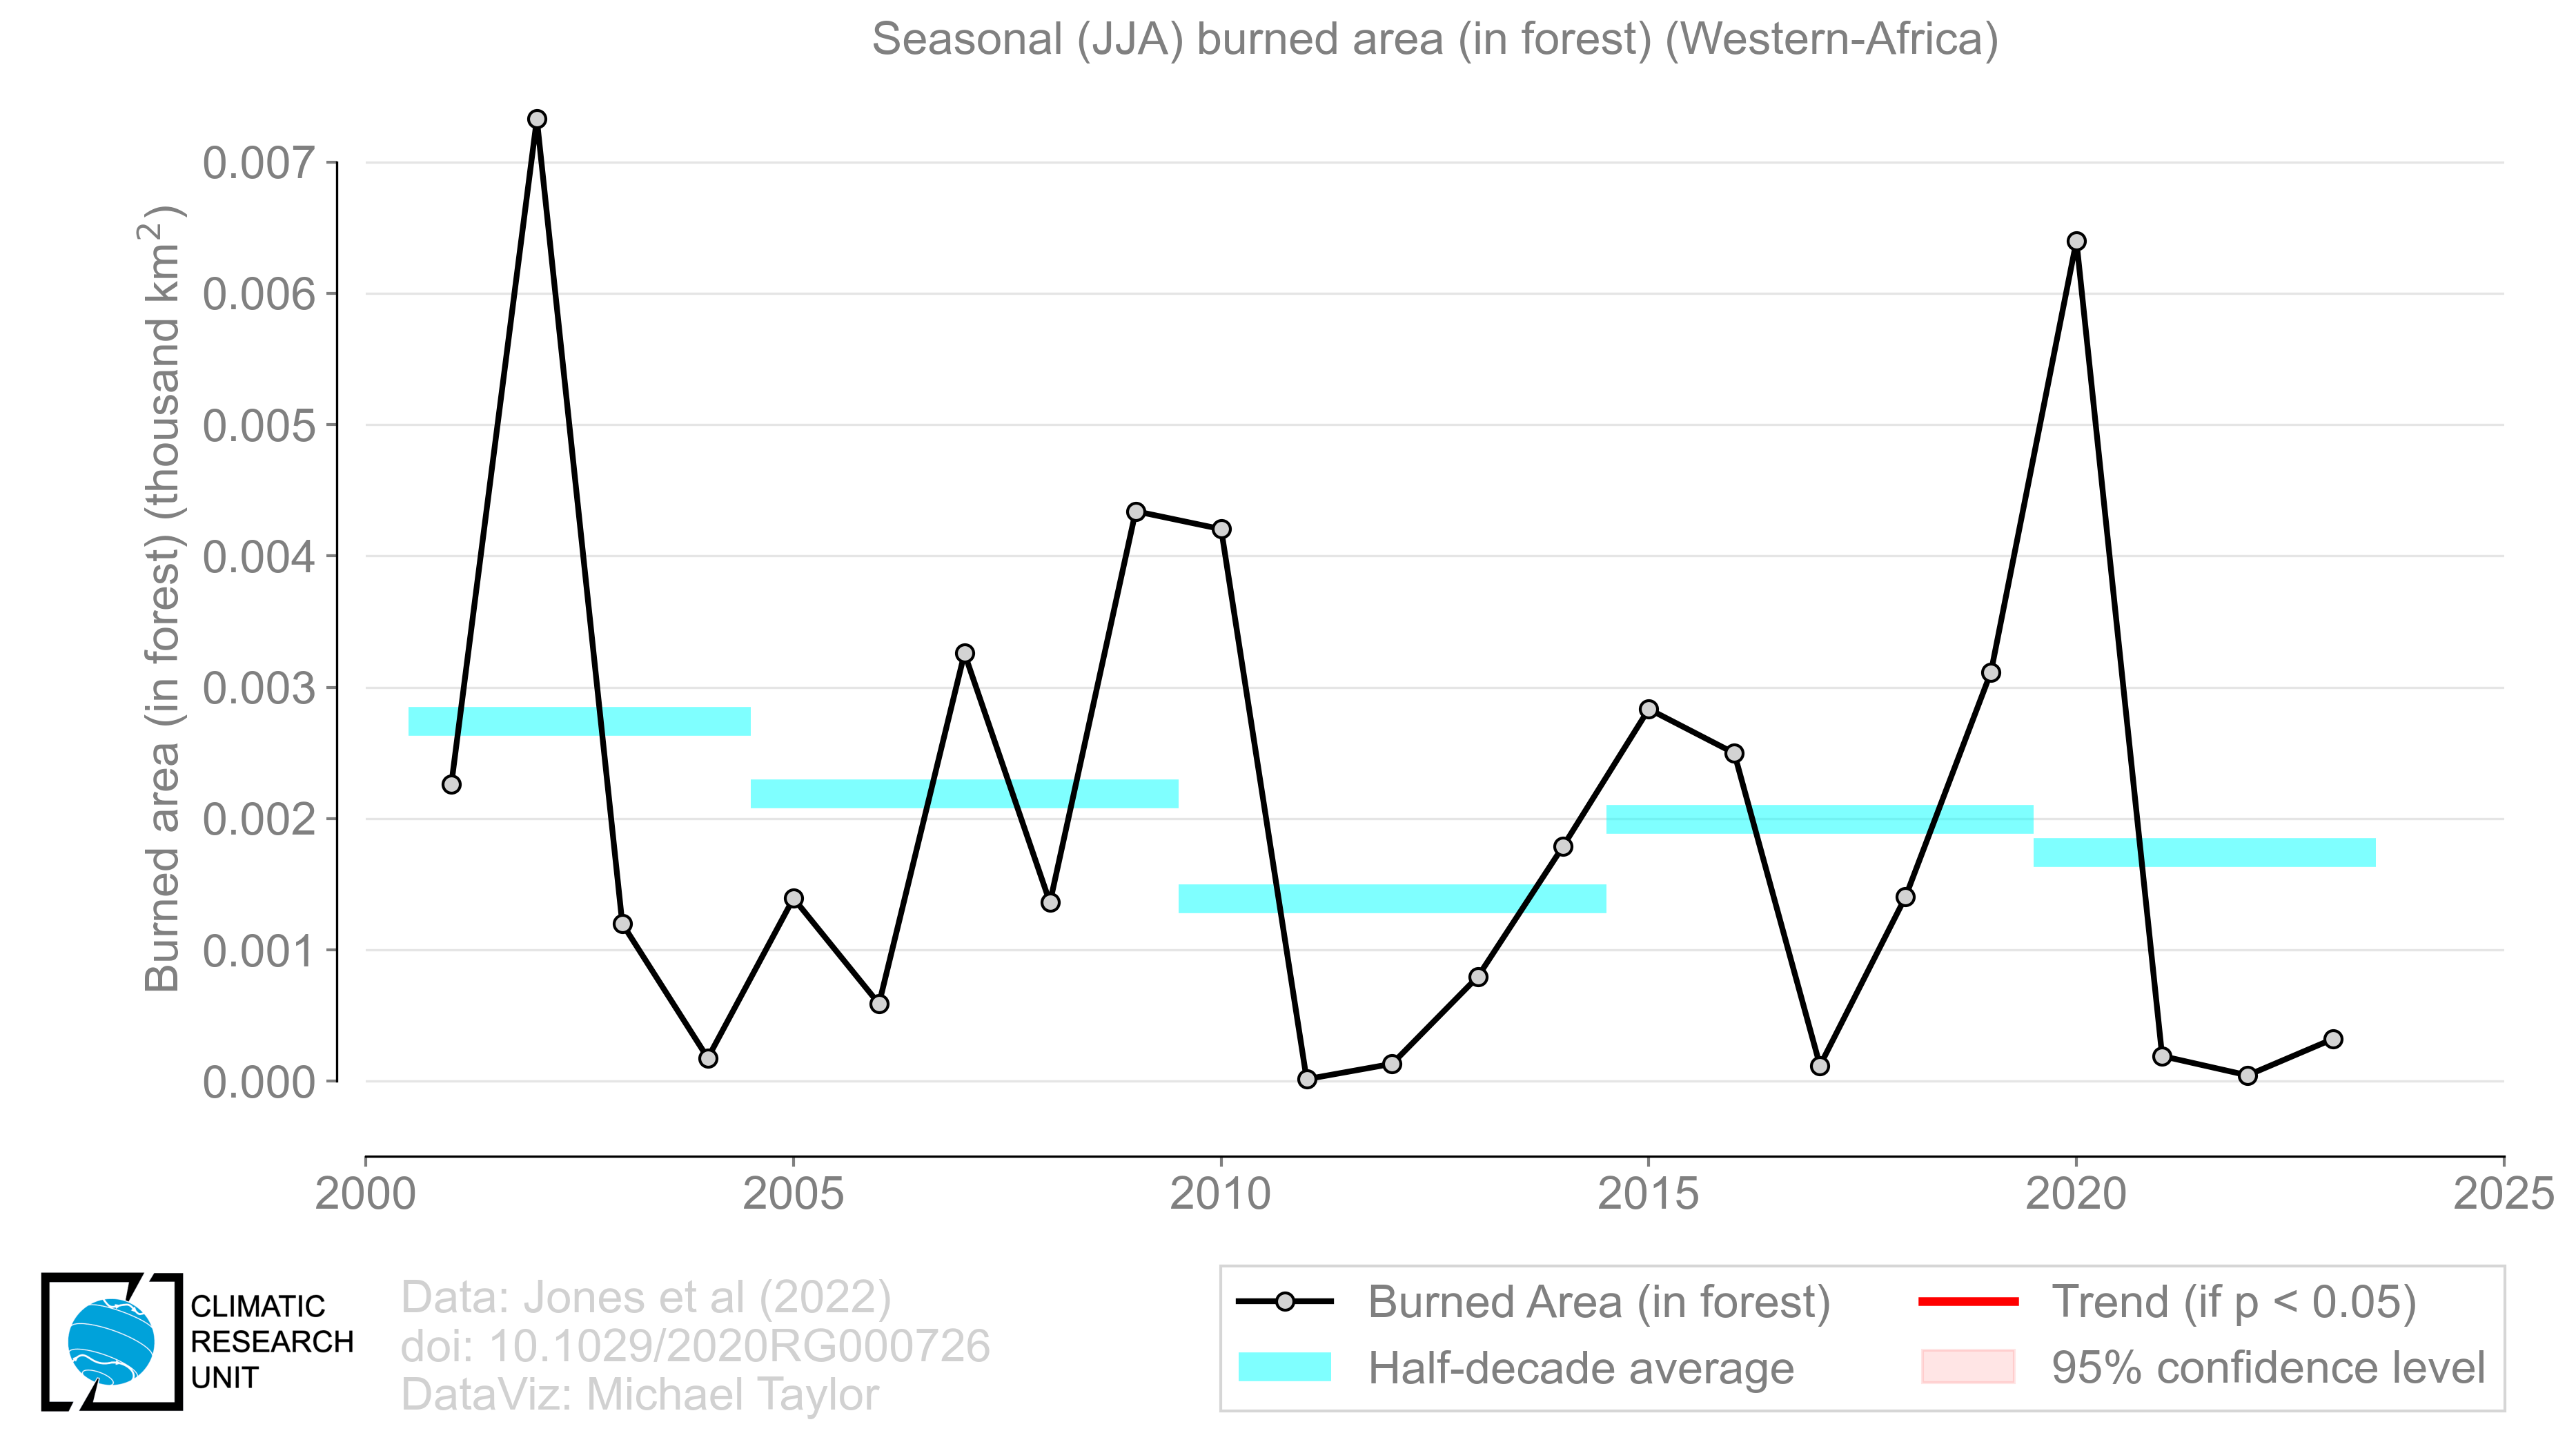 Seasonal (JJA) burned area (in forest) (Western-Africa)
Burned area (in forest) (thousand km²)
0.007
0.006
0.005
0.004
0.003
0.002
0.001
0.000
2000 2005 2010 2015 2020 2025
CLIMATIC
RESEARCH
UNIT
Data: Jones et al (2022)
doi: 10.1029/2020RG000726
DataViz: Michael Taylor
Burned Area (in forest)
Half-decade average
Trend (if p < 0.05)
95% confidence level